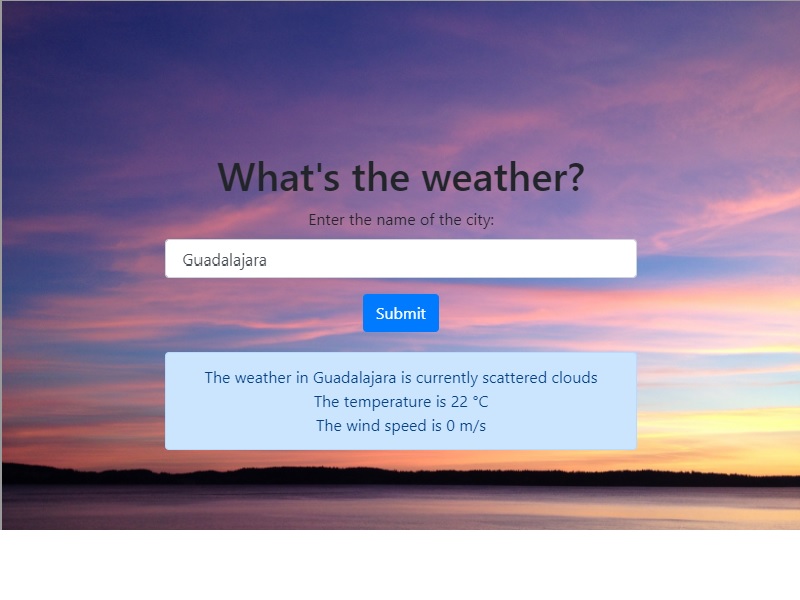 What's the weather?
Enter the name of the city:
Guadalajara
Submit
The weather in Guadalajara is currently scattered clouds
The temperature is 22 °C
The wind speed is 0 m/s